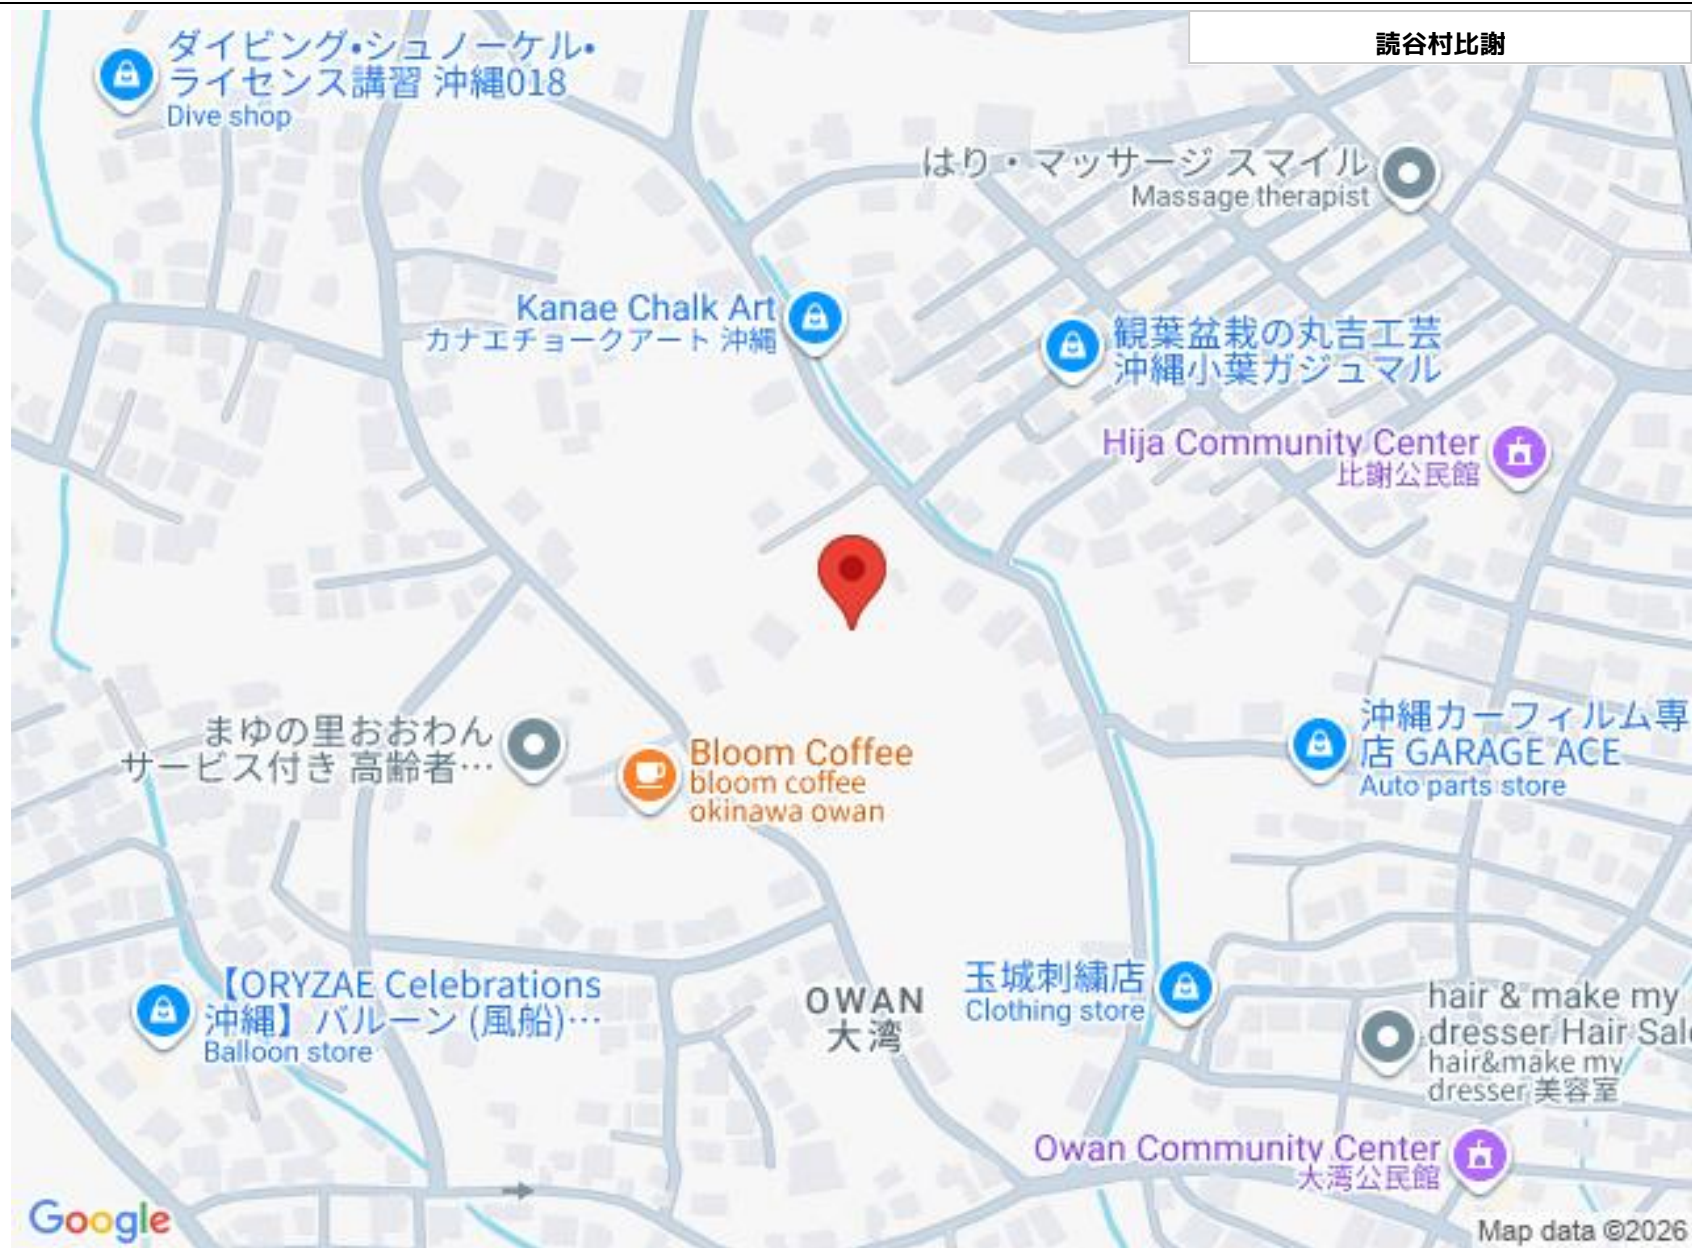 読谷村比謝
ダイビング•シュノーケル•
ライセンス講習 沖縄018
Dive shop
はり・マッサージ スマイル
Massage therapist
Kanae Chalk Art
カナエチョークアート 沖縄
観葉盆栽の丸吉工芸
沖縄小葉ガジュマル
Hija Community Center
比謝公民館
まゆの里おおわん
サービス付き 高齢者…
Bloom Coffee
bloom coffee
okinawa owan
沖縄カーフィルム専
店 GARAGE ACE
Auto parts store
【ORYZAE Celebrations
沖縄】 バルーン (風船)…
Balloon store
OWAN
大湾
玉城刺繍店
Clothing store
hair & make my
dresser Hair Sal
hair&make my
dresser 美容室
Owan Community Center
大湾公民館
Google
Map data ©2026